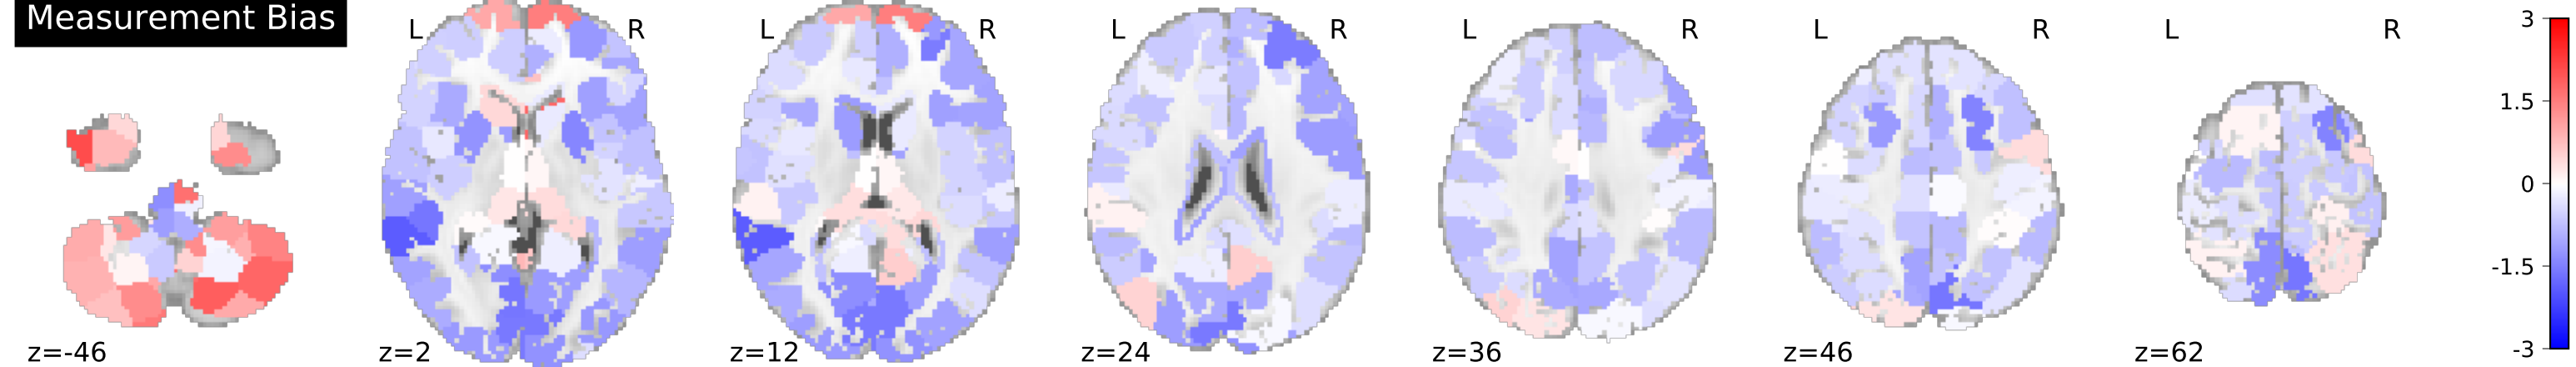 Measurement Bias
L R L R L R L R L R L R
3
1.5
0
-1.5
-3
z=-46 z=2 z=12 z=24 z=36 z=46 z=62